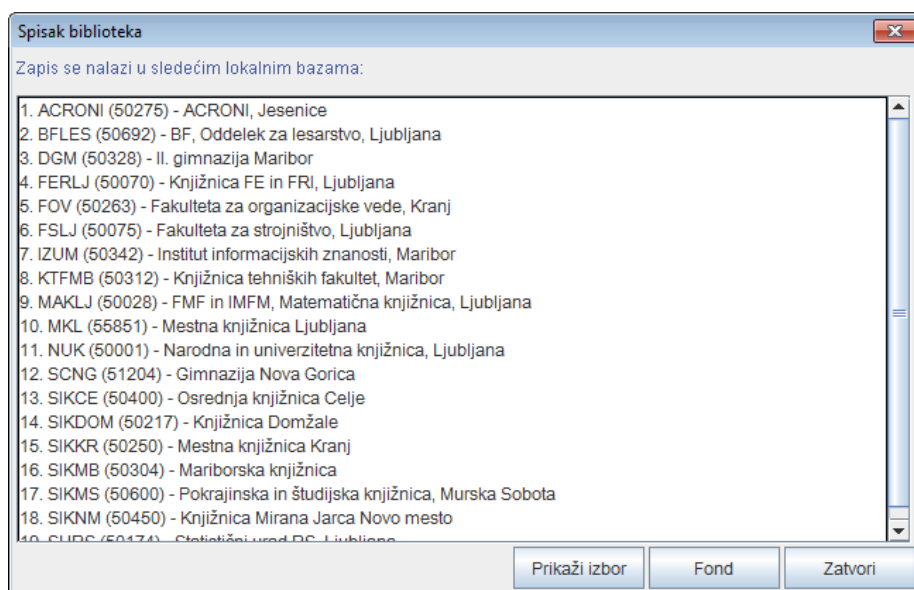 Spisak biblioteka
Zapis se nalazi u sledećim lokalnim bazama:
1. ACRONI (50275) - ACRONI, Jesenice
2. BFLES (50692) - BF, Oddelek za lesarstvo, Ljubljana
3. DGM (50328) - II. gimnazija Maribor
4. FERLJ (50070) - Knjižnica FE in FRI, Ljubljana
5. FOV (50263) - Fakulteta za organizacijske vede, Kranj
6. FSLJ (50075) - Fakulteta za strojništvo, Ljubljana
7. IZUM (50342) - Institut informacijskih znanosti, Maribor
8. KTFMB (50312) - Knjižnica tehniških fakultet, Maribor
9. MAKLJ (50028) - FMF in IMFM, Matematična knjižnica, Ljubljana
10. MKL (55851) - Mestna knjižnica Ljubljana
11. NUK (50001) - Narodna in univerzitetna knjižnica, Ljubljana
12. SCNG (51204) - Gimnazija Nova Gorica
13. SIKCE (50400) - Osrednja knjižnica Celje
14. SIKDOM (50217) - Knjižnica Domžale
15. SIKKR (50250) - Mestna knjižnica Kranj
16. SIKMB (50304) - Mariborska knjižnica
17. SIKMS (50600) - Pokrajinska in študijska knjižnica, Murska Sobota
18. SIKNM (50450) - Knjižnica Mirana Jarca Novo mesto
19. SURS (50174) - Statistični urad RS, Ljubljana
Prikaži izbor Fond Zatvori